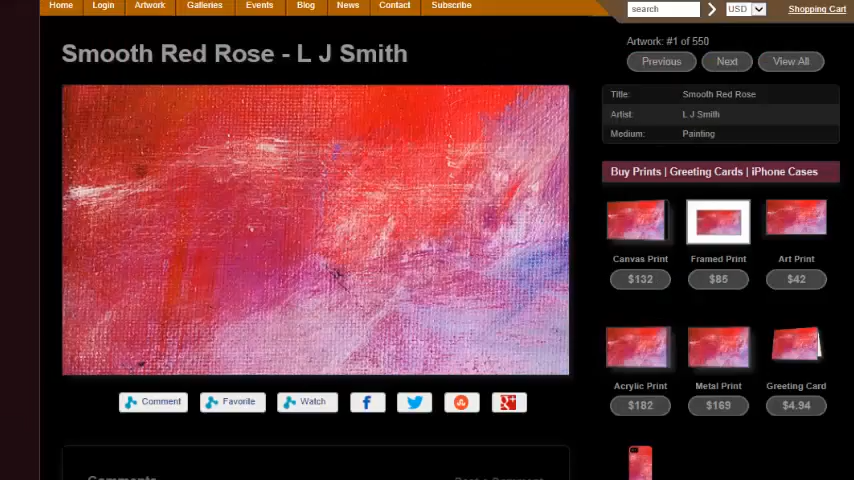 Home Login Artwork Galleries Events Blog News Contact Subscribe
search USD Shopping Cart
Smooth Red Rose - L J Smith
Artwork: #1 of 550
Previous Next View All
Title: Smooth Red Rose
Artist: L J Smith
Medium: Painting
Buy Prints | Greeting Cards | iPhone Cases
Canvas Print Framed Print Art Print
$132 $85 $42
Acrylic Print Metal Print Greeting Card
$182 $169 $4.94
Comment Favorite Watch
Comments